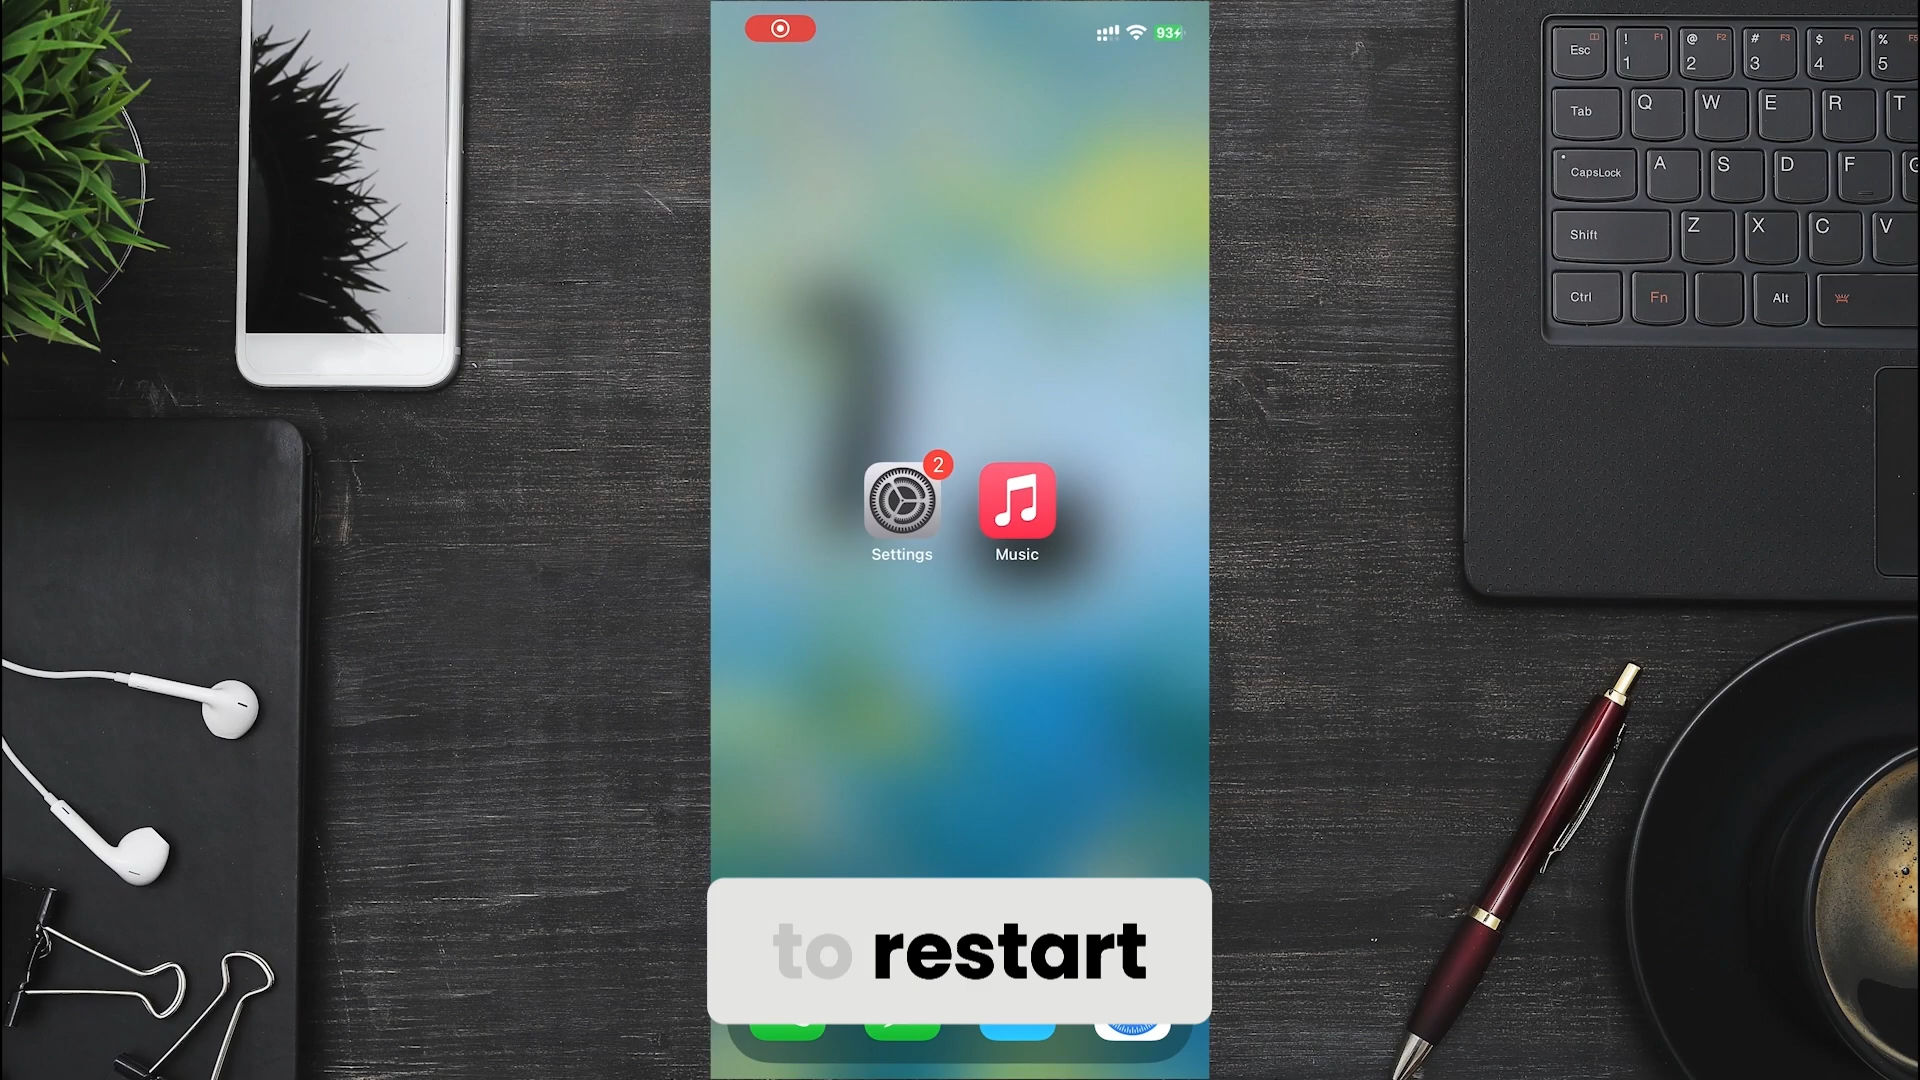 93
2
Settings
Music
to restart
Esc
! F1
1
@ F2
2
# F3
3
$ F4
4
% F5
5
Tab
Q
W
E
R
T
CapsLock
A
S
D
F
Shift
Z
X
C
V
Ctrl
Fn
Alt